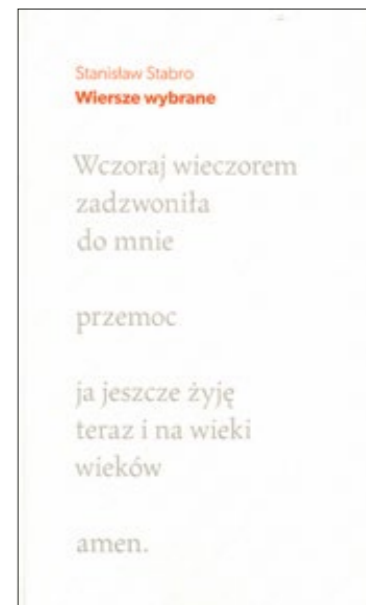 Stanisław Stabro
Wiersze wybrane
Wczoraj wieczorem
zadzwoniła
do mnie
przemoc
ja jeszcze żyję
teraz i na wieki
wieków
amen.